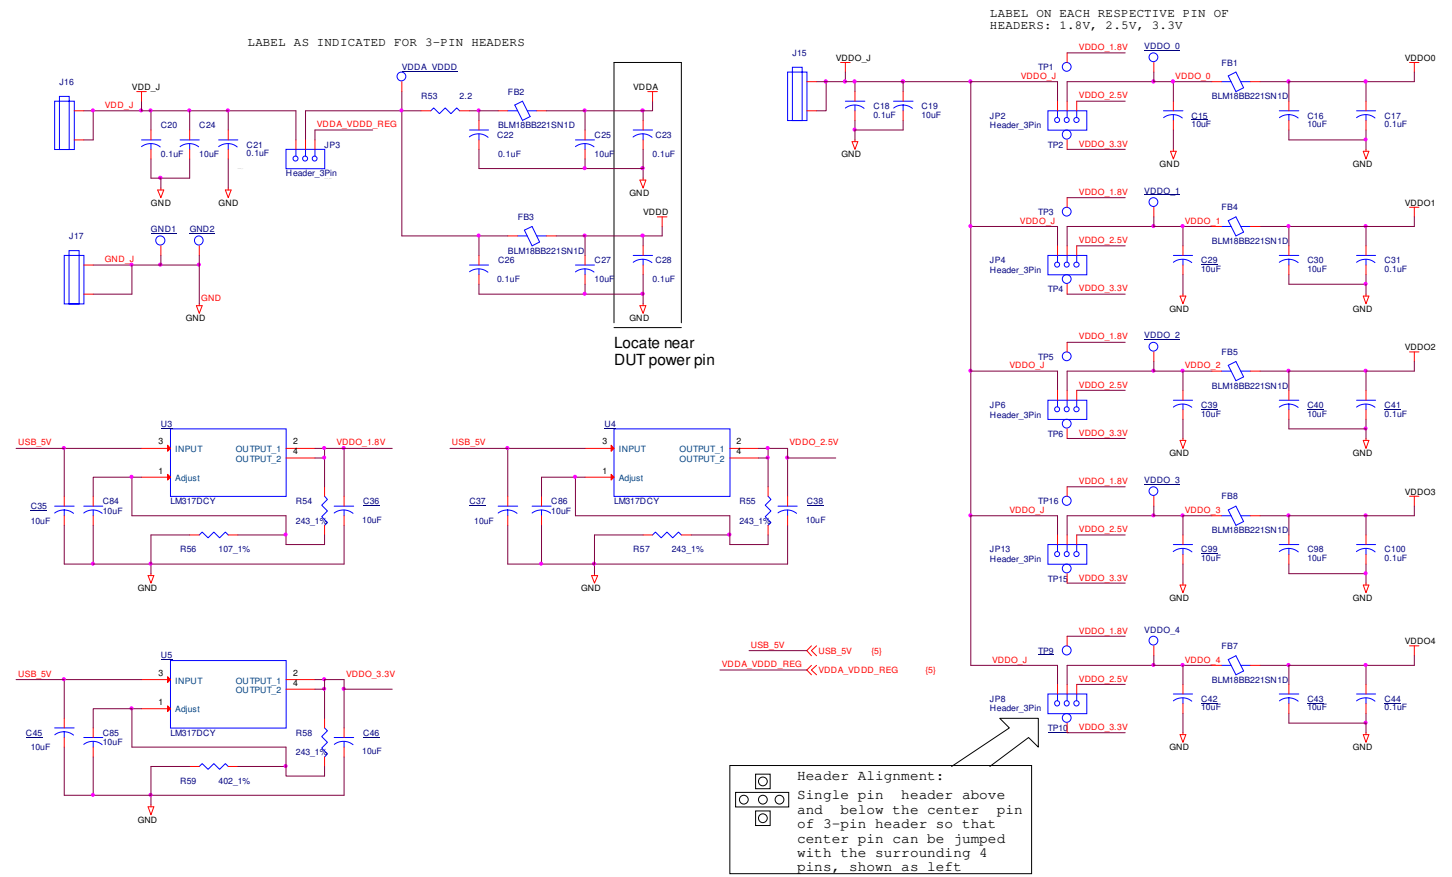 LABEL ON EACH RESPECTIVE PIN OF
HEADERS: 1.8V, 2.5V, 3.3V
LABEL AS INDICATED FOR 3-PIN HEADERS
J16
VDD_J
VDD_J
C20
0.1uF
C24
10uF
C21
0.1uF
GND
GND
VDDA_VDDD_REG
JP3
Header_3Pin
VDDA_VDDD
R53
2.2
FB2
BLM18BB221SN1D
C22
0.1uF
C25
10uF
VDDA
C23
0.1uF
GND
FB3
BLM18BB221SN1D
C26
0.1uF
C27
10uF
VDDD
C28
0.1uF
GND
Locate near
DUT power pin
J17
GND_J
GND1
GND2
GND
GND
J15
VDDO_J
C18
0.1uF
C19
10uF
GND
VDDO_J
TP1
VDDO_1.8V
VDDO_2.5V
VDDO_3.3V
JP2
Header_3Pin
TP2
VDDO_0
VDDO_0
FB1
BLM18BB221SN1D
C15
10uF
GND
C16
10uF
C17
0.1uF
GND
VDDO0
VDDO_J
TP3
VDDO_1.8V
VDDO_2.5V
VDDO_3.3V
JP4
Header_3Pin
TP4
VDDO_1
VDDO_1
FB4
BLM18BB221SN1D
C29
10uF
GND
C30
10uF
C31
0.1uF
GND
VDDO1
VDDO_J
TP5
VDDO_1.8V
VDDO_2.5V
VDDO_3.3V
JP6
Header_3Pin
TP6
VDDO_2
VDDO_2
FB5
BLM18BB221SN1D
C39
10uF
GND
C40
10uF
C41
0.1uF
GND
VDDO2
VDDO_J
TP16
VDDO_1.8V
VDDO_2.5V
VDDO_3.3V
JP13
Header_3Pin
TP15
VDDO_3
VDDO_3
FB8
BLM18BB221SN1D
C99
10uF
GND
C98
10uF
C100
0.1uF
GND
VDDO3
VDDO_J
TP9
VDDO_1.8V
VDDO_2.5V
VDDO_3.3V
JP8
Header_3Pin
TP10
VDDO_4
VDDO_4
FB7
BLM18BB221SN1D
C42
10uF
GND
C43
10uF
C44
0.1uF
GND
VDDO4
U3
USB_5V
3
INPUT
1
Adjust
OUTPUT_1
OUTPUT_2
2
4
LM317DCY
VDDO_1.8V
C35
10uF
C84
10uF
R54
243_1%
C36
10uF
R56
107_1%
GND
U4
USB_5V
3
INPUT
1
Adjust
OUTPUT_1
OUTPUT_2
2
4
LM317DCY
VDDO_2.5V
C37
10uF
C86
10uF
R55
243_1%
C38
10uF
R57
243_1%
GND
U5
USB_5V
3
INPUT
1
Adjust
OUTPUT_1
OUTPUT_2
2
4
LM317DCY
VDDO_3.3V
C45
10uF
C85
10uF
R58
243_1%
C46
10uF
R59
402_1%
GND
USB_5V
USB_5V {5}
VDDA_VDDD_REG
VDDA_VDDD_REG {5}
Header Alignment:
Single pin header above
and below the center pin
of 3-pin header so that
center pin can be jumped
with the surrounding 4
pins, shown as left